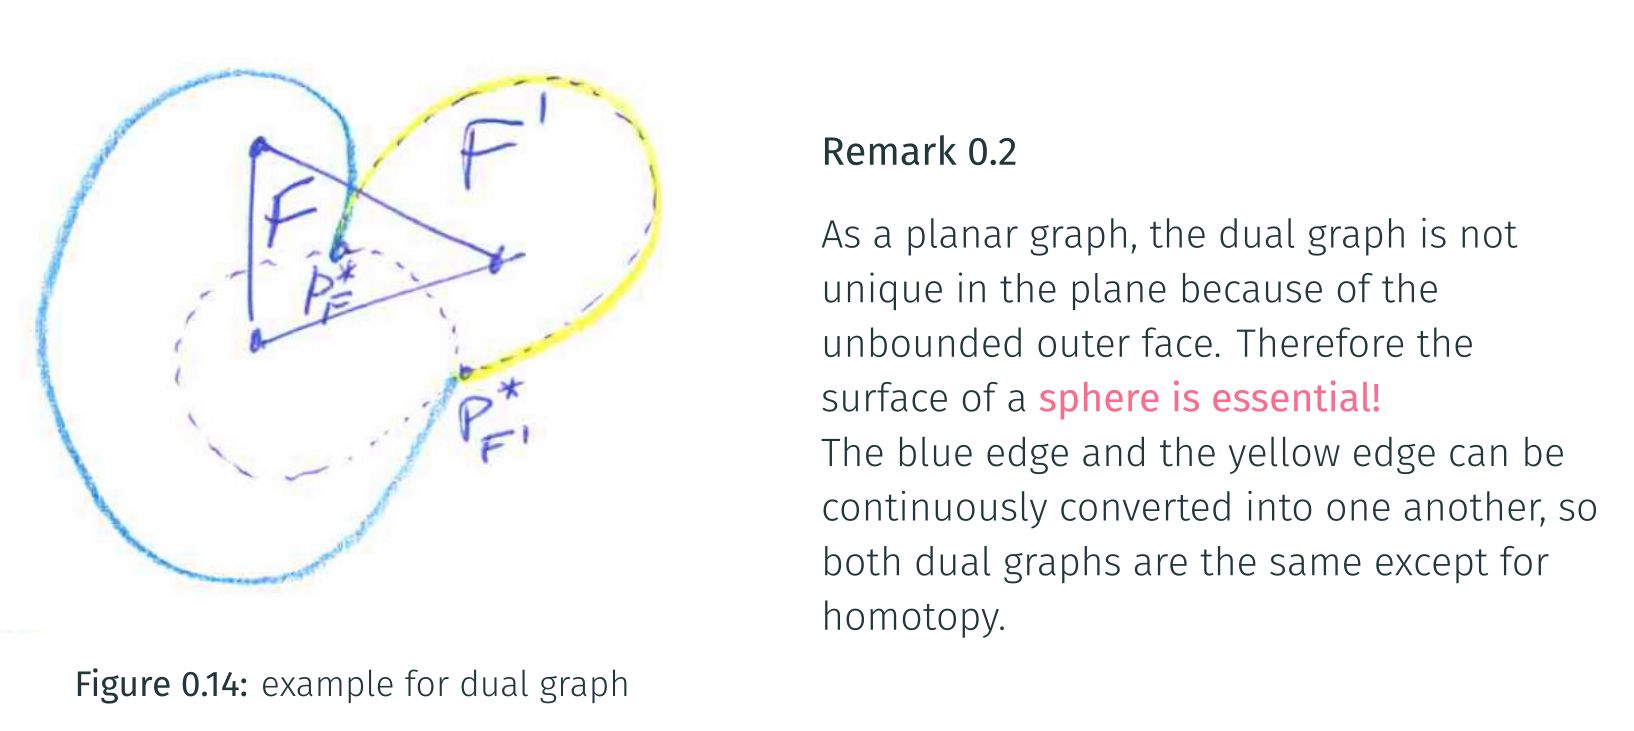 F'
F
P*F
P*F'
Figure 0.14: example for dual graph
Remark 0.2
As a planar graph, the dual graph is not
unique in the plane because of the
unbounded outer face. Therefore the
surface of a sphere is essential!
The blue edge and the yellow edge can be
continuously converted into one another, so
both dual graphs are the same except for
homotopy.